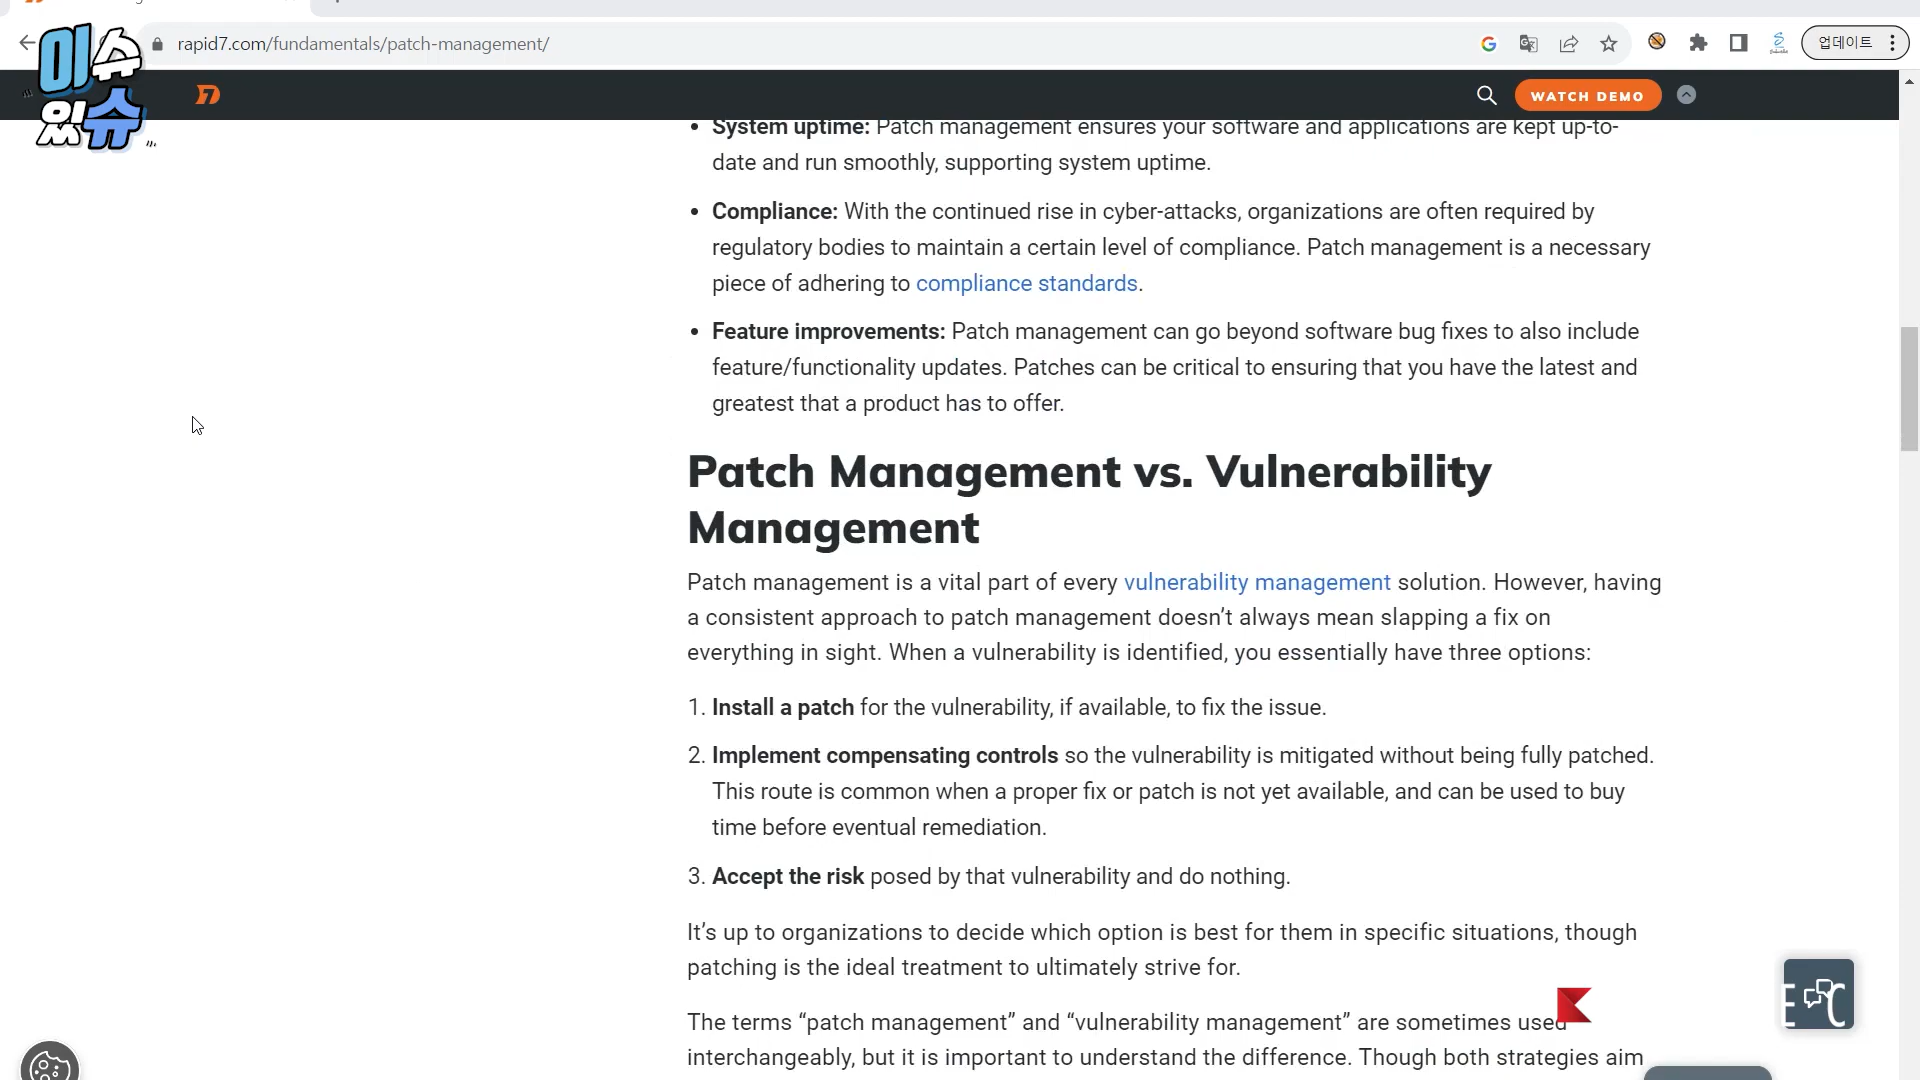 이슈
있슈
rapid7.com/fundamentals/patch-management/
업데이트
WATCH DEMO
• System uptime: Patch management ensures your software and applications are kept up-to-
date and run smoothly, supporting system uptime.
• Compliance: With the continued rise in cyber-attacks, organizations are often required by
regulatory bodies to maintain a certain level of compliance. Patch management is a necessary
piece of adhering to compliance standards.
• Feature improvements: Patch management can go beyond software bug fixes to also include
feature/functionality updates. Patches can be critical to ensuring that you have the latest and
greatest that a product has to offer.
Patch Management vs. Vulnerability
Management
Patch management is a vital part of every vulnerability management solution. However, having
a consistent approach to patch management doesn’t always mean slapping a fix on
everything in sight. When a vulnerability is identified, you essentially have three options:
1. Install a patch for the vulnerability, if available, to fix the issue.
2. Implement compensating controls so the vulnerability is mitigated without being fully patched.
This route is common when a proper fix or patch is not yet available, and can be used to buy
time before eventual remediation.
3. Accept the risk posed by that vulnerability and do nothing.
It’s up to organizations to decide which option is best for them in specific situations, though
patching is the ideal treatment to ultimately strive for.
The terms “patch management” and “vulnerability management” are sometimes used
interchangeably, but it is important to understand the difference. Though both strategies aim